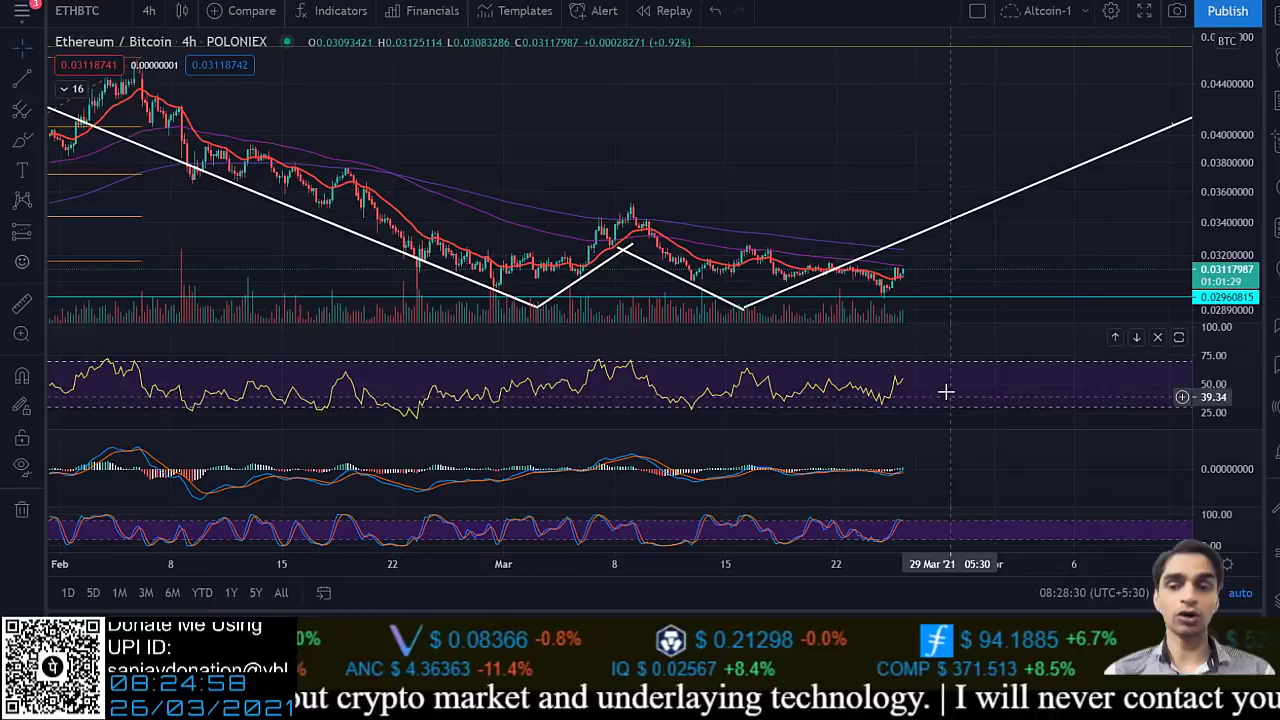 3
ETHBTC 4h Compare Indicators Financials Templates Alert Replay Altcoin-1 Publish
Ethereum / Bitcoin · 4h · POLONIEX O0.03093421 H0.03125114 L0.03083286 C0.03117987 +0.00028271 (+0.92%)
BTC
0.03118741 0.00000001 0.03118742
16
0.04400000
0.04000000
0.03800000
0.03600000
0.03400000
0.03200000
0.03117987
01:01:29
0.02960815
0.02890000
100.00
75.00
50.00
39.34
25.00
0.00000000
100.00
Feb 8 15 22 Mar 8 15 22 29 Mar '21 05:30 6
1D 5D 1M 3M 6M YTD 1Y 5Y All 08:28:30 (UTC+5:30) auto
Donate Me Using
UPI ID:
08:24:58
26/03/2021
$ 0.08366 -0.8% $ 0.21298 -0.0% $ 94.1885 +6.7%
ANC $ 4.36363 -11.4% IQ $ 0.02567 +8.4% COMP $ 371.513 +8.5%
out crypto market and underlaying technology. | I will never contact you